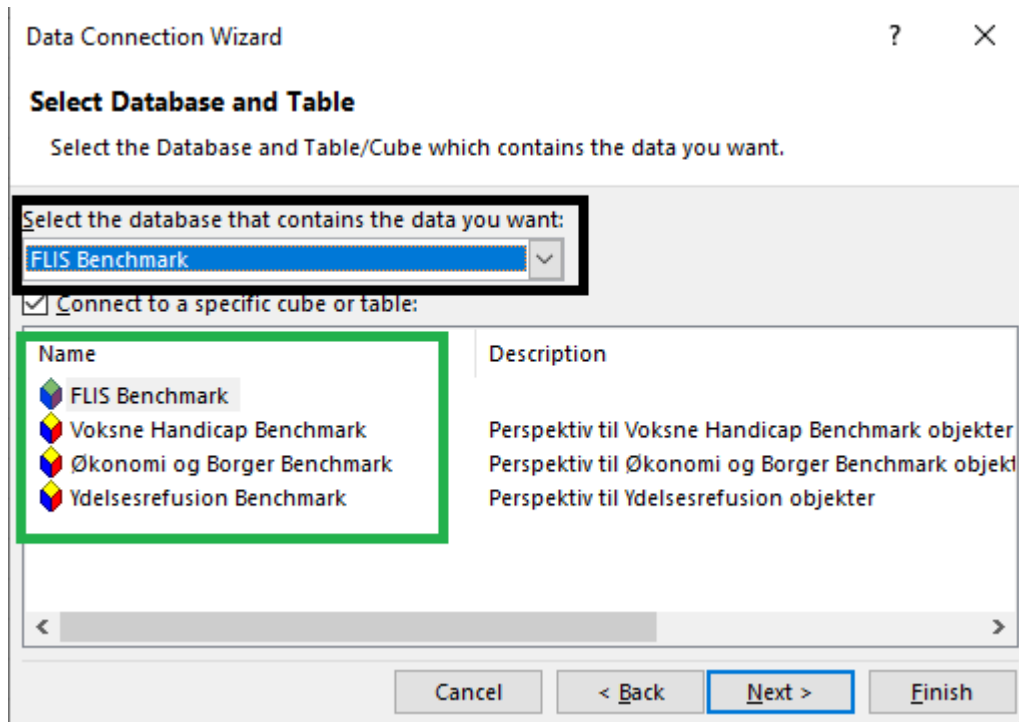 Data Connection Wizard ? ×
Select Database and Table
Select the Database and Table/Cube which contains the data you want.
Select the database that contains the data you want:
FLIS Benchmark
Connect to a specific cube or table:
Name Description
FLIS Benchmark
Voksne Handicap Benchmark Perspektiv til Voksne Handicap Benchmark objekter
Økonomi og Borger Benchmark Perspektiv til Økonomi og Borger Benchmark objekt
Ydelsesrefusion Benchmark Perspektiv til Ydelsesrefusion objekter
Cancel < Back Next > Finish